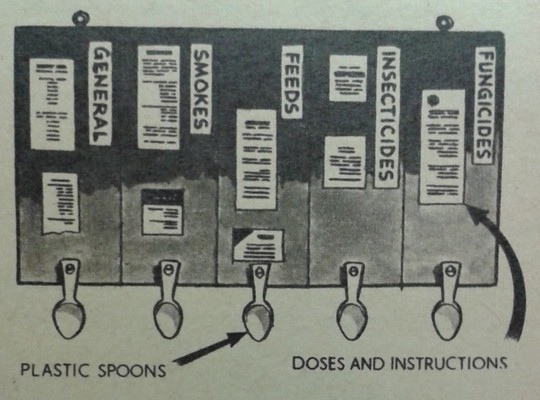 GENERAL
SMOKES
FEEDS
INSECTICIDES
FUNGICIDES
PLASTIC SPOONS
DOSES AND INSTRUCTIONS